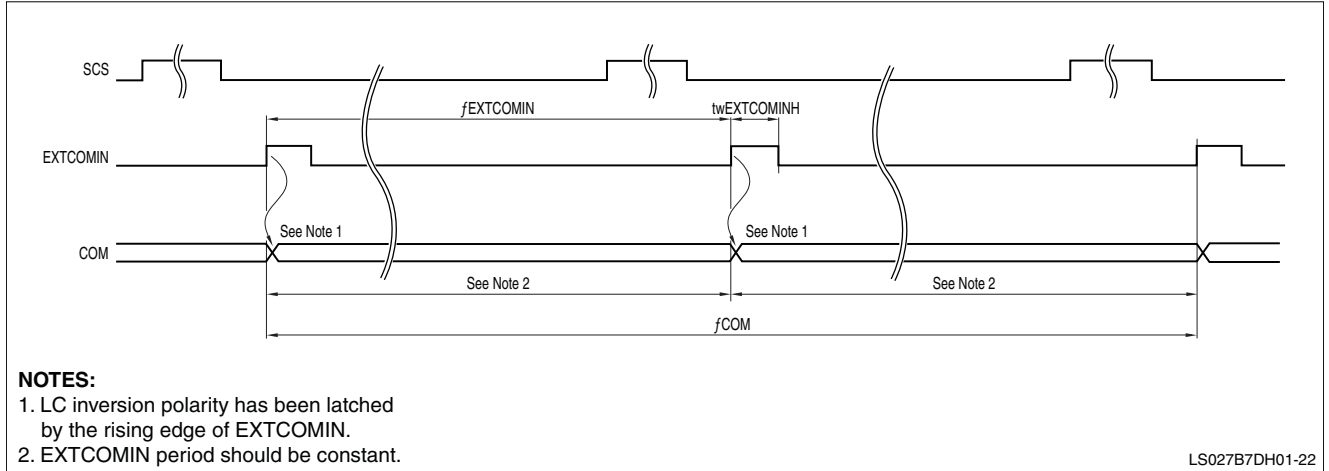 SCS
fEXTCOMIN twEXTCOMINH
EXTCOMIN
See Note 1 See Note 1
COM
See Note 2 See Note 2
fCOM
NOTES:
1. LC inversion polarity has been latched
by the rising edge of EXTCOMIN.
2. EXTCOMIN period should be constant.
LS027B7DH01-22